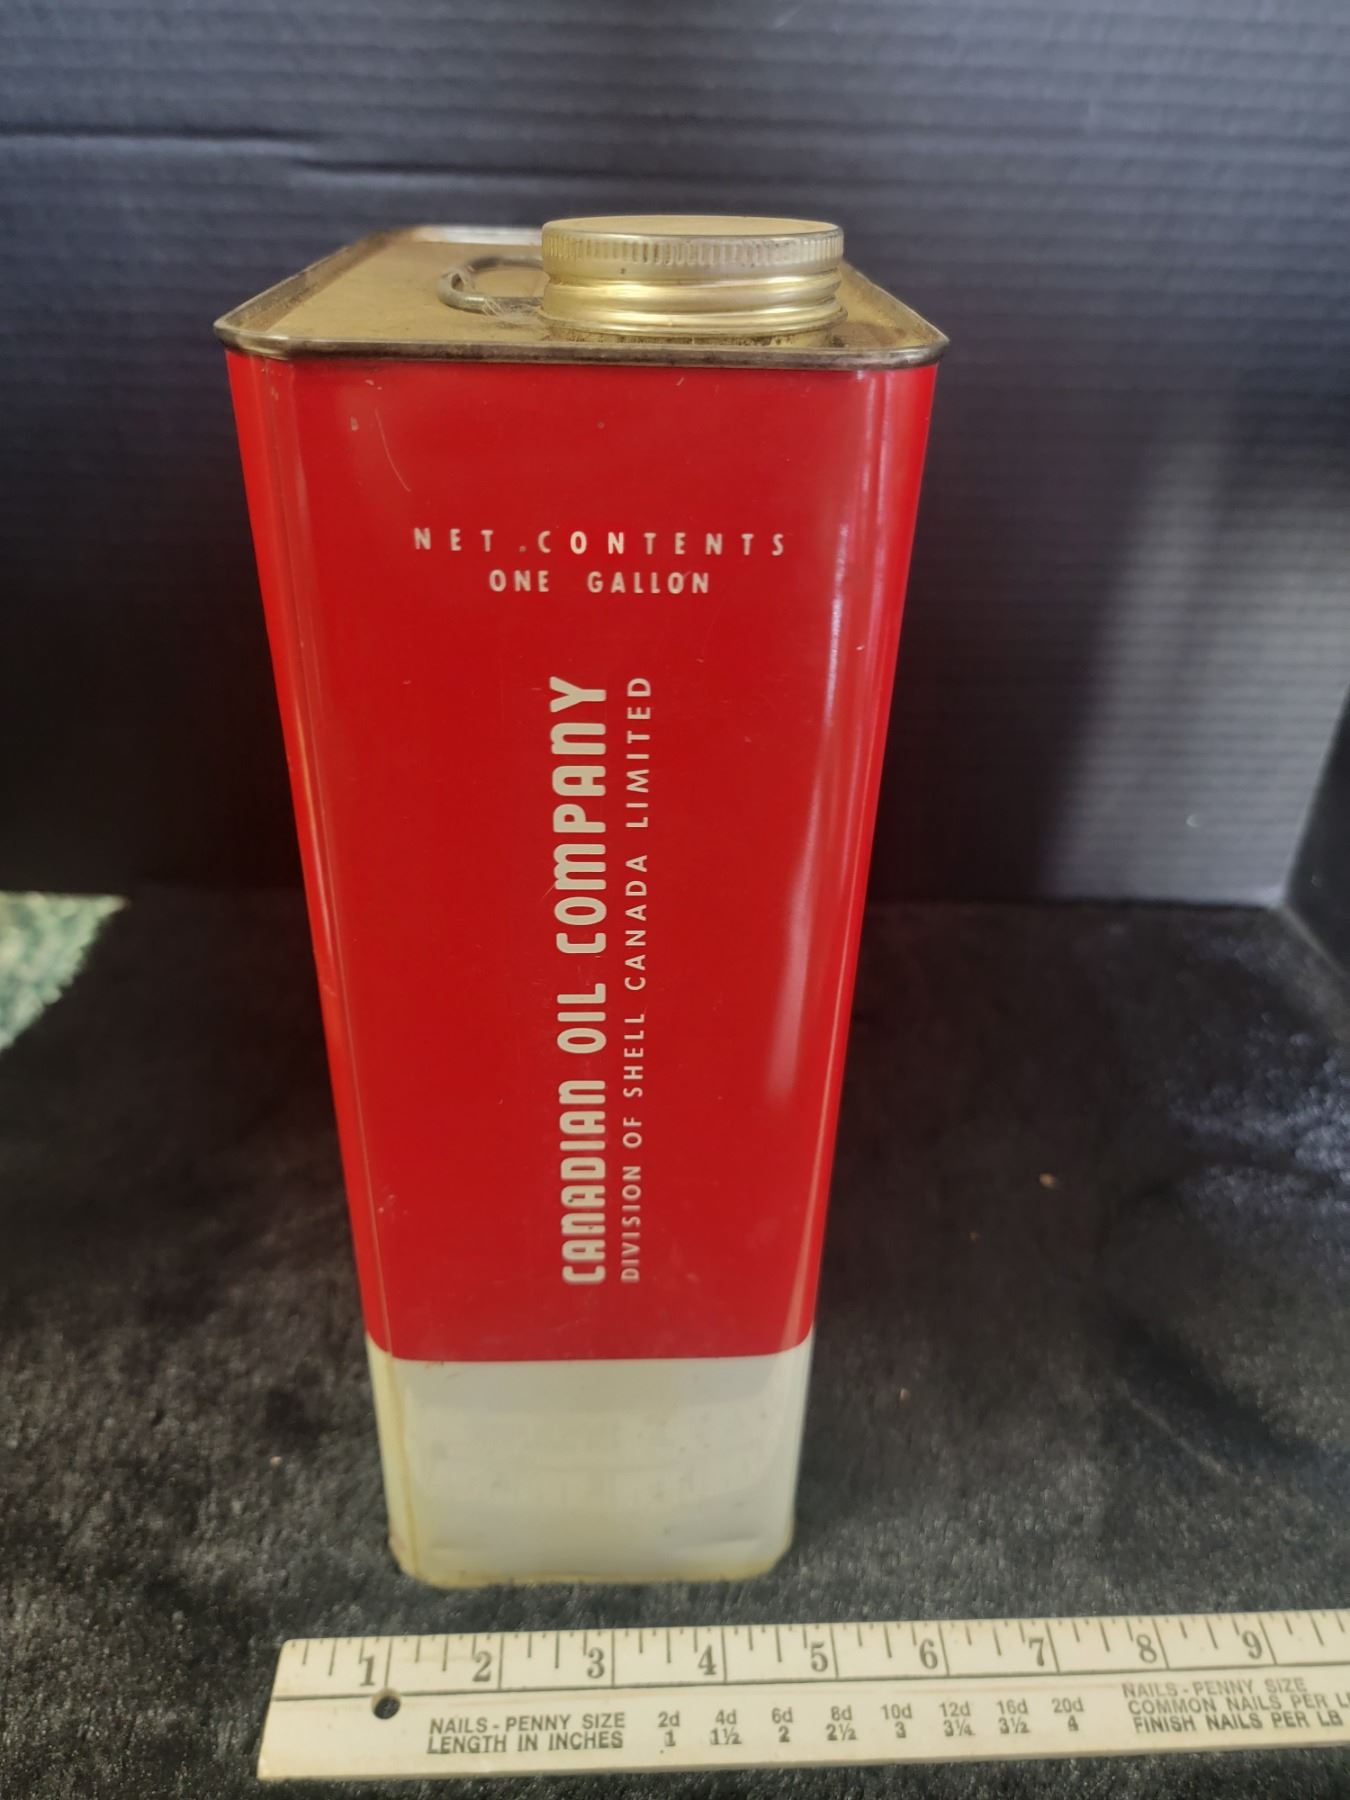 NET CONTENTS
ONE GALLON
CANADIAN OIL COMPANY
DIVISION OF SHELL CANADA LIMITED
1 2 3 4 5 6 7 8 9
NAILS - PENNY SIZE 2d 4d 6d 8d 10d 12d 16d 20d
LENGTH IN INCHES 1 1½ 2 2½ 3 3¼ 3½ 4
NAILS - PENNY SIZE
COMMON NAILS PER L
FINISH NAILS PER LB